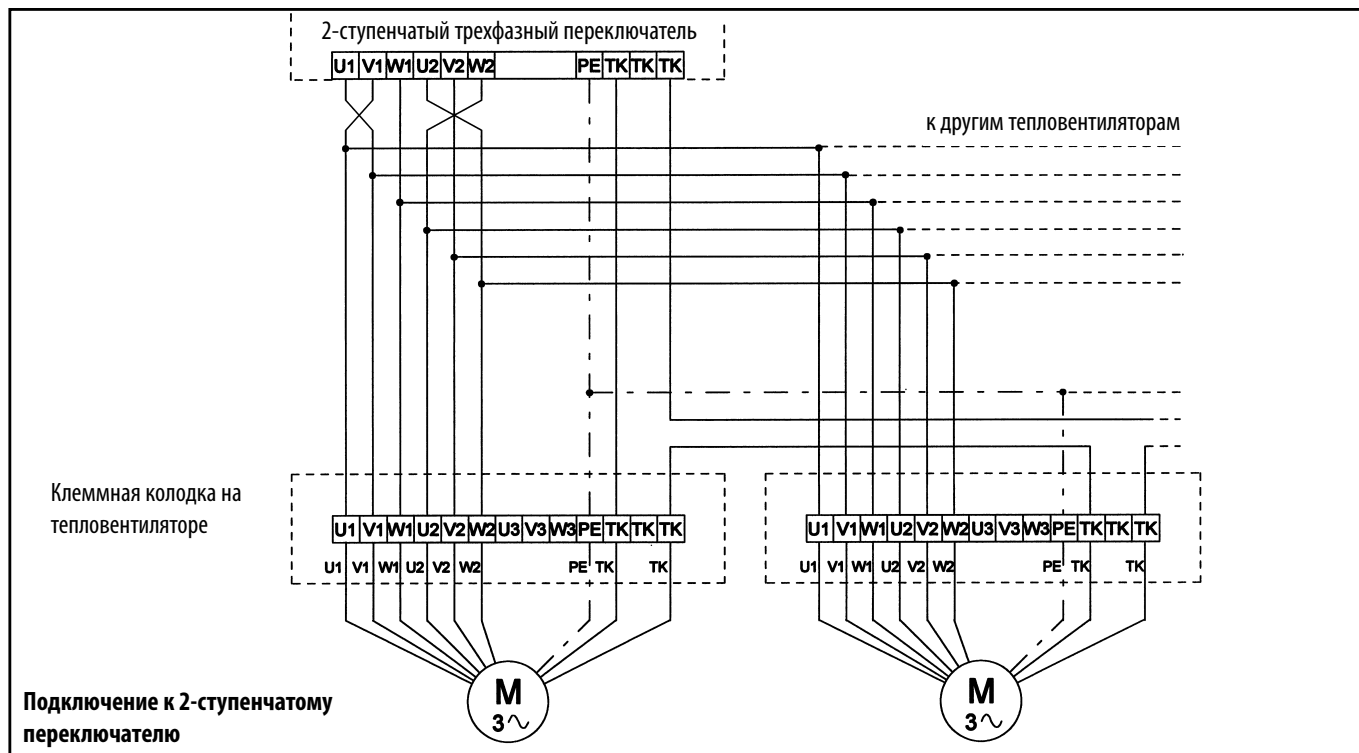 2-ступенчатый трехфазный переключатель
U1 V1 W1 U2 V2 W2 PE TK TK TK
к другим тепловентиляторам
Клеммная колодка на
тепловентиляторе
U1 V1 W1 U2 V2 W2 U3 V3 W3 PE TK TK TK
U1 V1 W1 U2 V2 W2 PE TK TK
M
3~
U1 V1 W1 U2 V2 W2 U3 V3 W3 PE TK TK TK
U1 V1 W1 U2 V2 W2 PE TK TK
M
3~
Подключение к 2-ступенчатому
переключателю